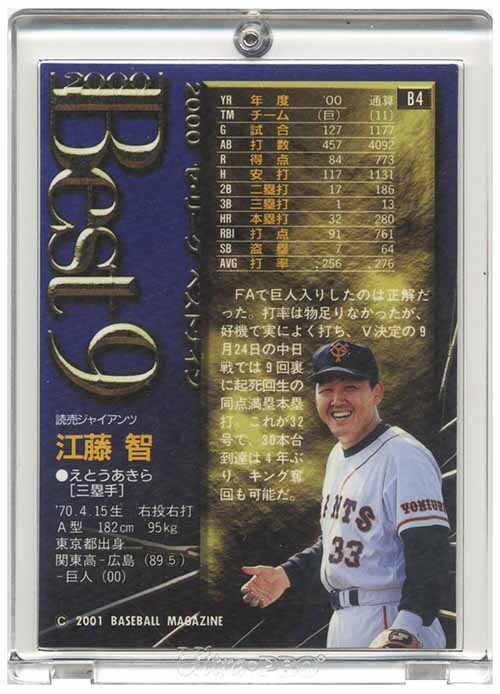 2000
Best 9
2000 セ・リーグ ベストナイン
YR 年度 '00 通算 B4
TM チーム (巨) (11)
G 試合 127 1177
AB 打数 457 4092
R 得点 84 773
H 安打 117 1131
2B 二塁打 17 186
3B 三塁打 1 13
HR 本塁打 32 280
RBI 打点 91 761
SB 盗塁 7 64
AVG 打率 .256 .276
FAで巨人入りしたのは正解だ
った。打率は物足りなかったが、
好機で実によく打ち、V決定の9
月24日の中日
戦では9回裏
に起死回生の
同点満塁本塁
打。これが32
号で、30本台
到達は4年ぶ
り。キング奪
回も可能だ。
読売ジャイアンツ
江藤 智
●えとうあきら
[三塁手]
'70.4.15生 右投右打
A型 182cm 95kg
東京都出身
関東高-広島 (89⑤)
-巨人 (00)
© 2001 BASEBALL MAGAZINE
NTS
33
YOMIUR
Ultra·PRO